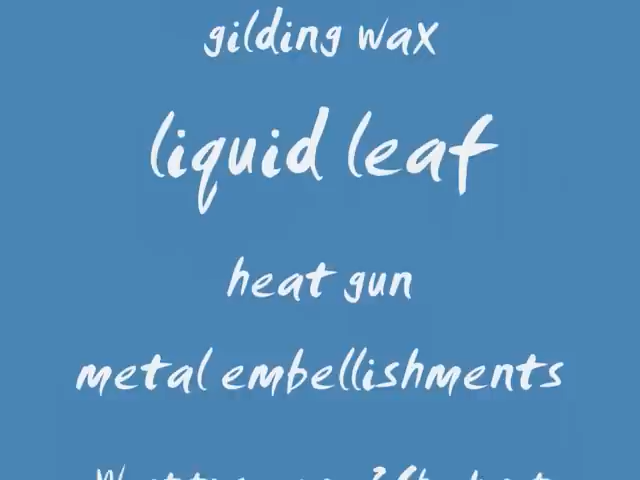 gilding wax
liquid leaf
heat gun
metal embellishments